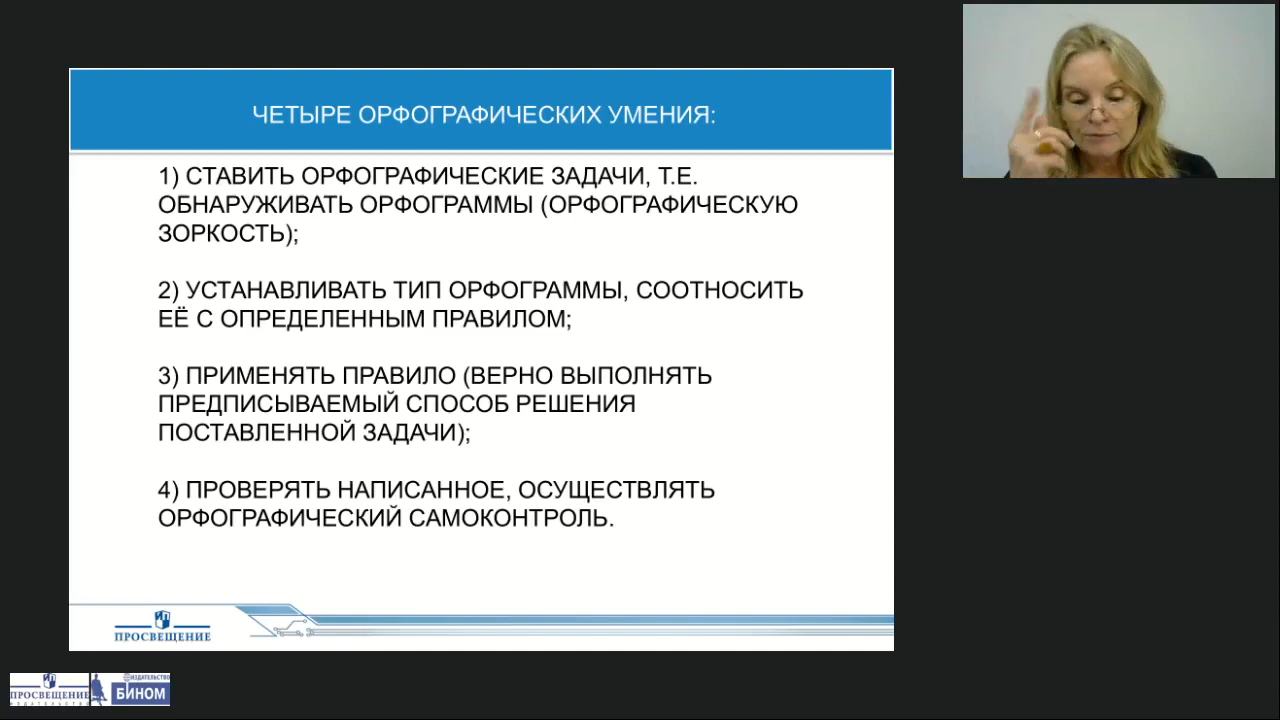 ЧЕТЫРЕ ОРФОГРАФИЧЕСКИХ УМЕНИЯ:
1) СТАВИТЬ ОРФОГРАФИЧЕСКИЕ ЗАДАЧИ, Т.Е.
ОБНАРУЖИВАТЬ ОРФОГРАММЫ (ОРФОГРАФИЧЕСКУЮ
ЗОРКОСТЬ);
2) УСТАНАВЛИВАТЬ ТИП ОРФОГРАММЫ, СООТНОСИТЬ
ЕЁ С ОПРЕДЕЛЕННЫМ ПРАВИЛОМ;
3) ПРИМЕНЯТЬ ПРАВИЛО (ВЕРНО ВЫПОЛНЯТЬ
ПРЕДПИСЫВАЕМЫЙ СПОСОБ РЕШЕНИЯ
ПОСТАВЛЕННОЙ ЗАДАЧИ);
4) ПРОВЕРЯТЬ НАПИСАННОЕ, ОСУЩЕСТВЛЯТЬ
ОРФОГРАФИЧЕСКИЙ САМОКОНТРОЛЬ.
ПРОСВЕЩЕНИЕ
ПРОСВЕЩЕНИЕ
ИЗДАТЕЛЬСТВО
ИЗДАТЕЛЬСТВО
БИНОМ